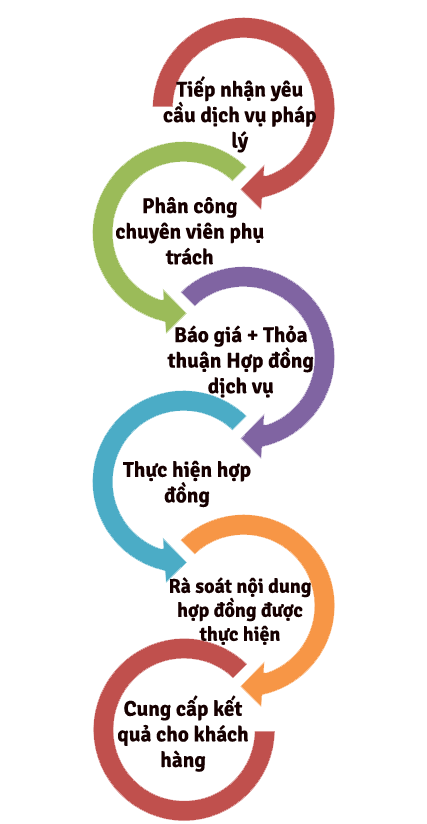 Tiếp nhận yêu
cầu dịch vụ pháp
lý
Phân công
chuyên viên phụ
trách
Báo giá + Thỏa
thuận Hợp đồng
dịch vụ
Thực hiện hợp
đồng
Rà soát nội dung
hợp đồng được
thực hiện
Cung cấp kết
quả cho khách
hàng